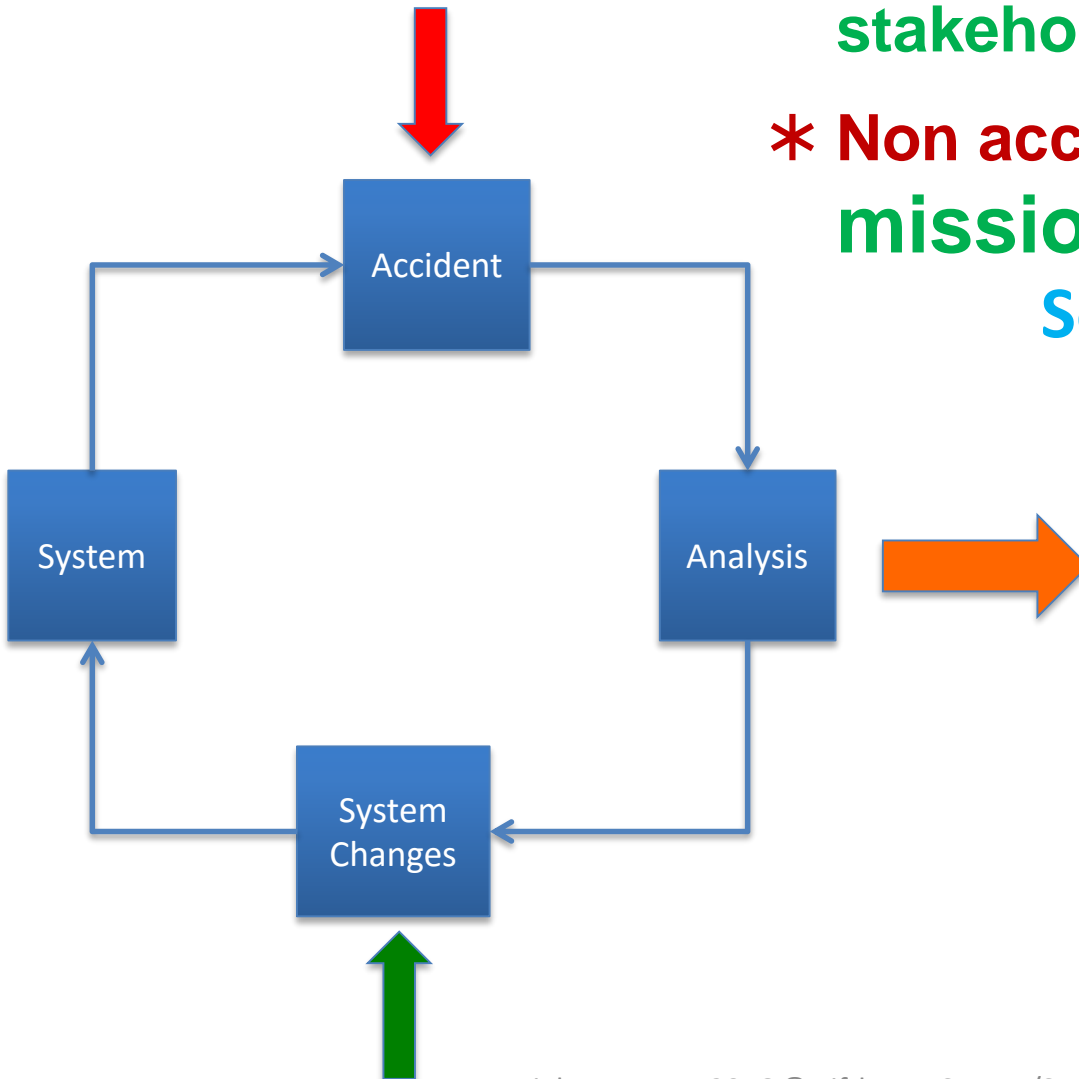 stakeho
* Non acc
missio
Accident
System
Analysis
System
Changes